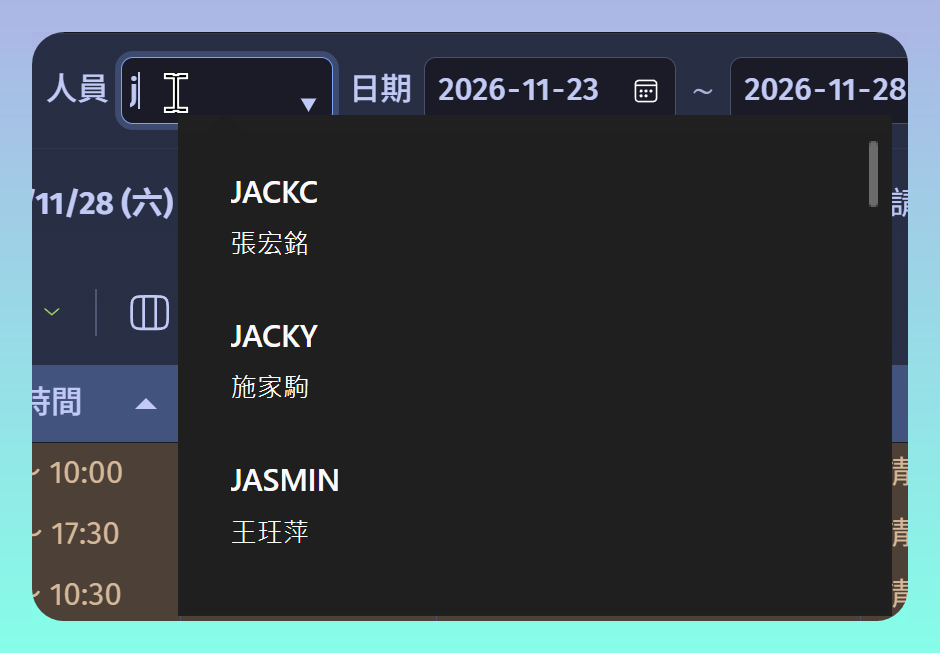 人員 j 日期 2026-11-23 ~ 2026-11-28
/11/28 (六)
JACKC
張宏銘
JACKY
施家駒
時間
~ 10:00
JASMIN
王玨萍
~ 17:30
~ 10:30